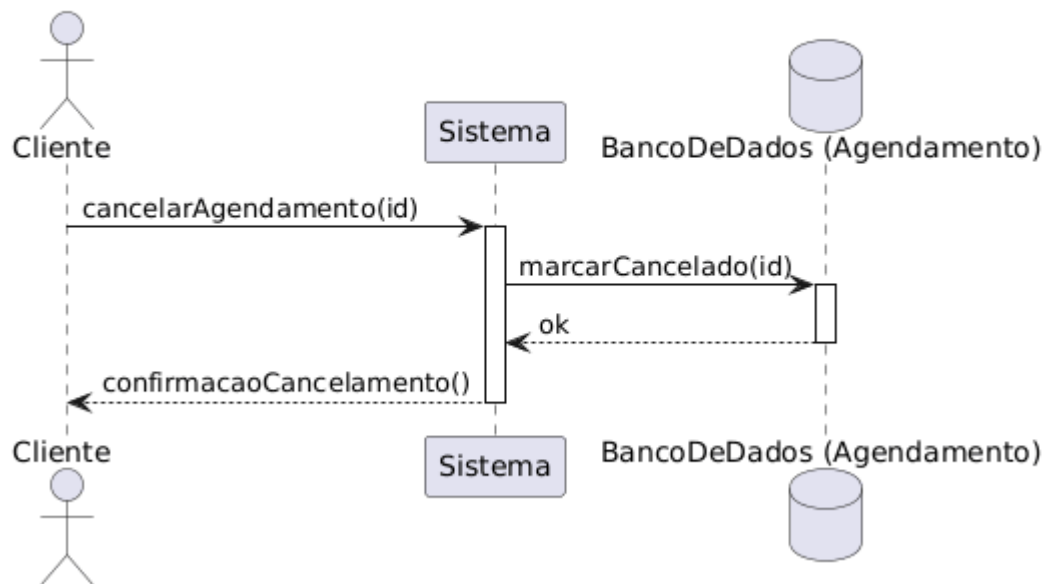 Cliente
Sistema
BancoDeDados (Agendamento)
cancelarAgendamento(id)
marcarCancelado(id)
ok
confirmacaoCancelamento()
Cliente
Sistema
BancoDeDados (Agendamento)